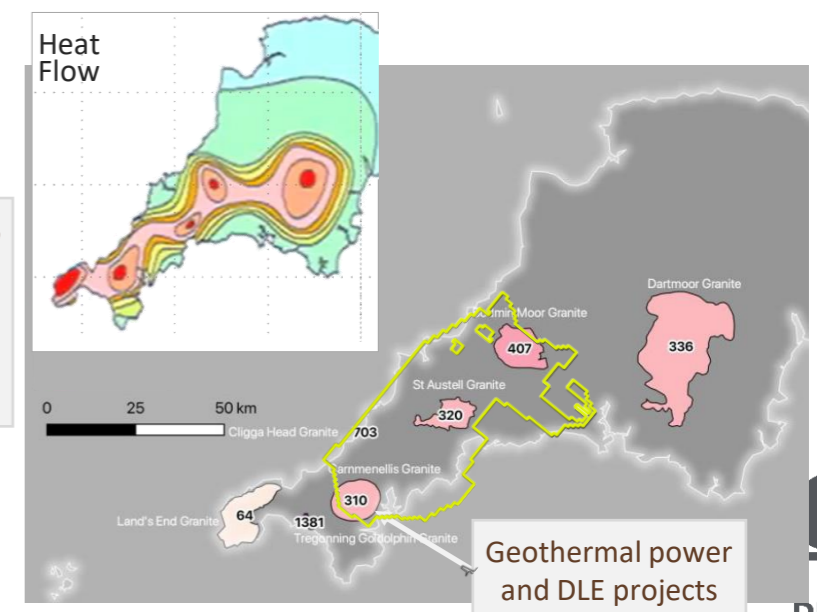 Heat
Flow
Dartmoor Granite
Moor Granite
336
407
St Austell Granite
320
0 25 50 km
Cligga Head Granite 703
Carnmenellis Granite
310
Land's End Granite
64
1381
Tregonning Godolphin Granite
Geothermal power
and DLE projects